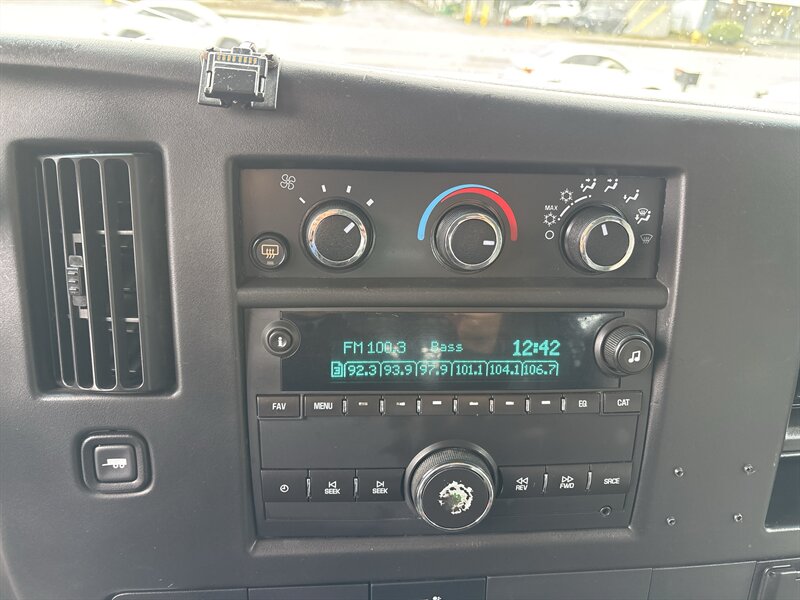 MAX
FM 100.3 Bass 12:42
a 92.3 93.9 97.9 101.1 104.1 106.7
i
FAV MENU EQ CAT
SEEK SEEK REV FWD SRCE